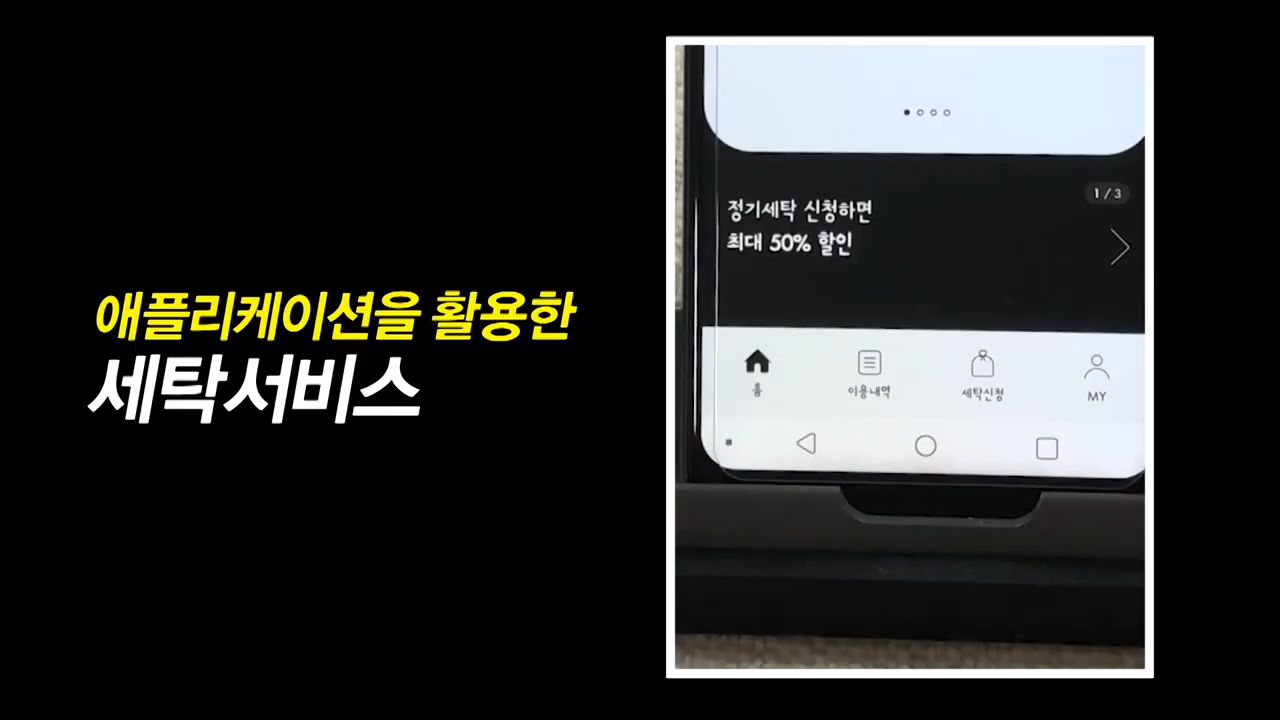 애플리케이션을 활용한
세탁서비스
1/3
정기세탁 신청하면
최대 50% 할인
홈
이용내역
세탁신청
MY